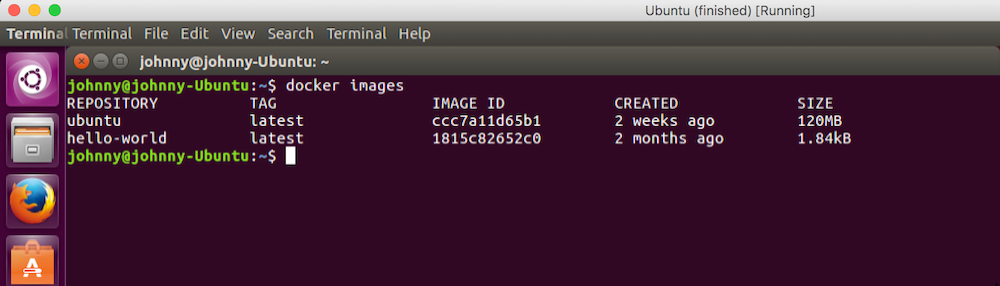 Ubuntu (finished) [Running]
Terminal Terminal File Edit View Search Terminal Help
johnny@johnny-Ubuntu: ~
johnny@johnny-Ubuntu:~$ docker images
REPOSITORY TAG IMAGE ID CREATED SIZE
ubuntu latest ccc7a11d65b1 2 weeks ago 120MB
hello-world latest 1815c82652c0 2 months ago 1.84kB
johnny@johnny-Ubuntu:~$